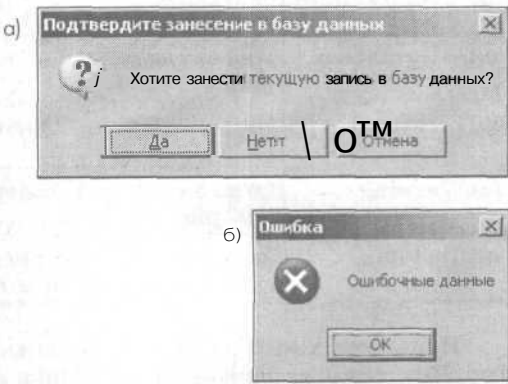 а)
Подтвердите занесение в базу данных
Хотите занести текущую запись в базу данных?
Да Нет Отмена
б)
Ошибка
Ошибочные данные
OK